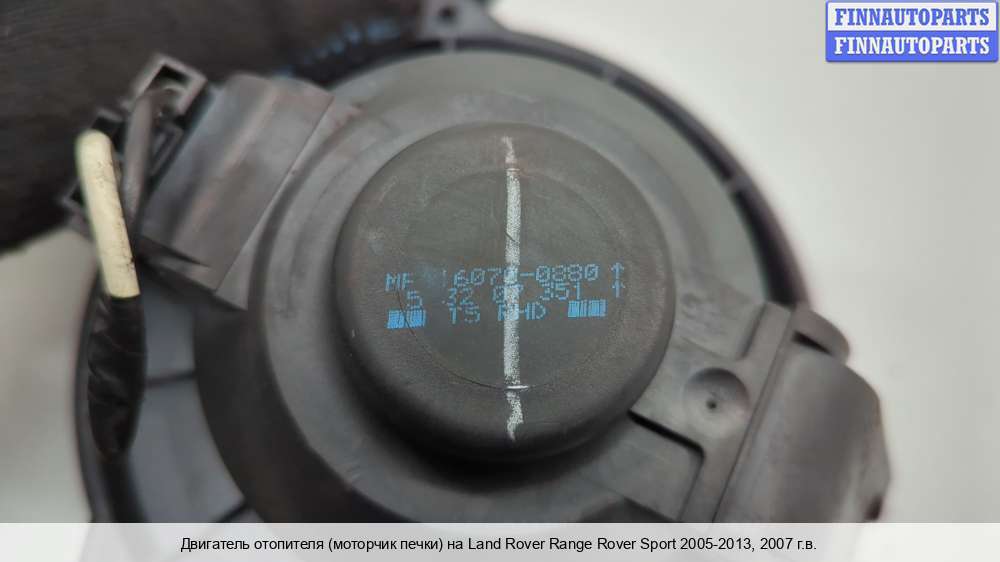 FINNAUTOPARTS
FINNAUTOPARTS
MF 116070-0880 ↑
5 32 07 351 ↑
TS RHD
Двигатель отопителя (моторчик печки) на Land Rover Range Rover Sport 2005-2013, 2007 г.в.